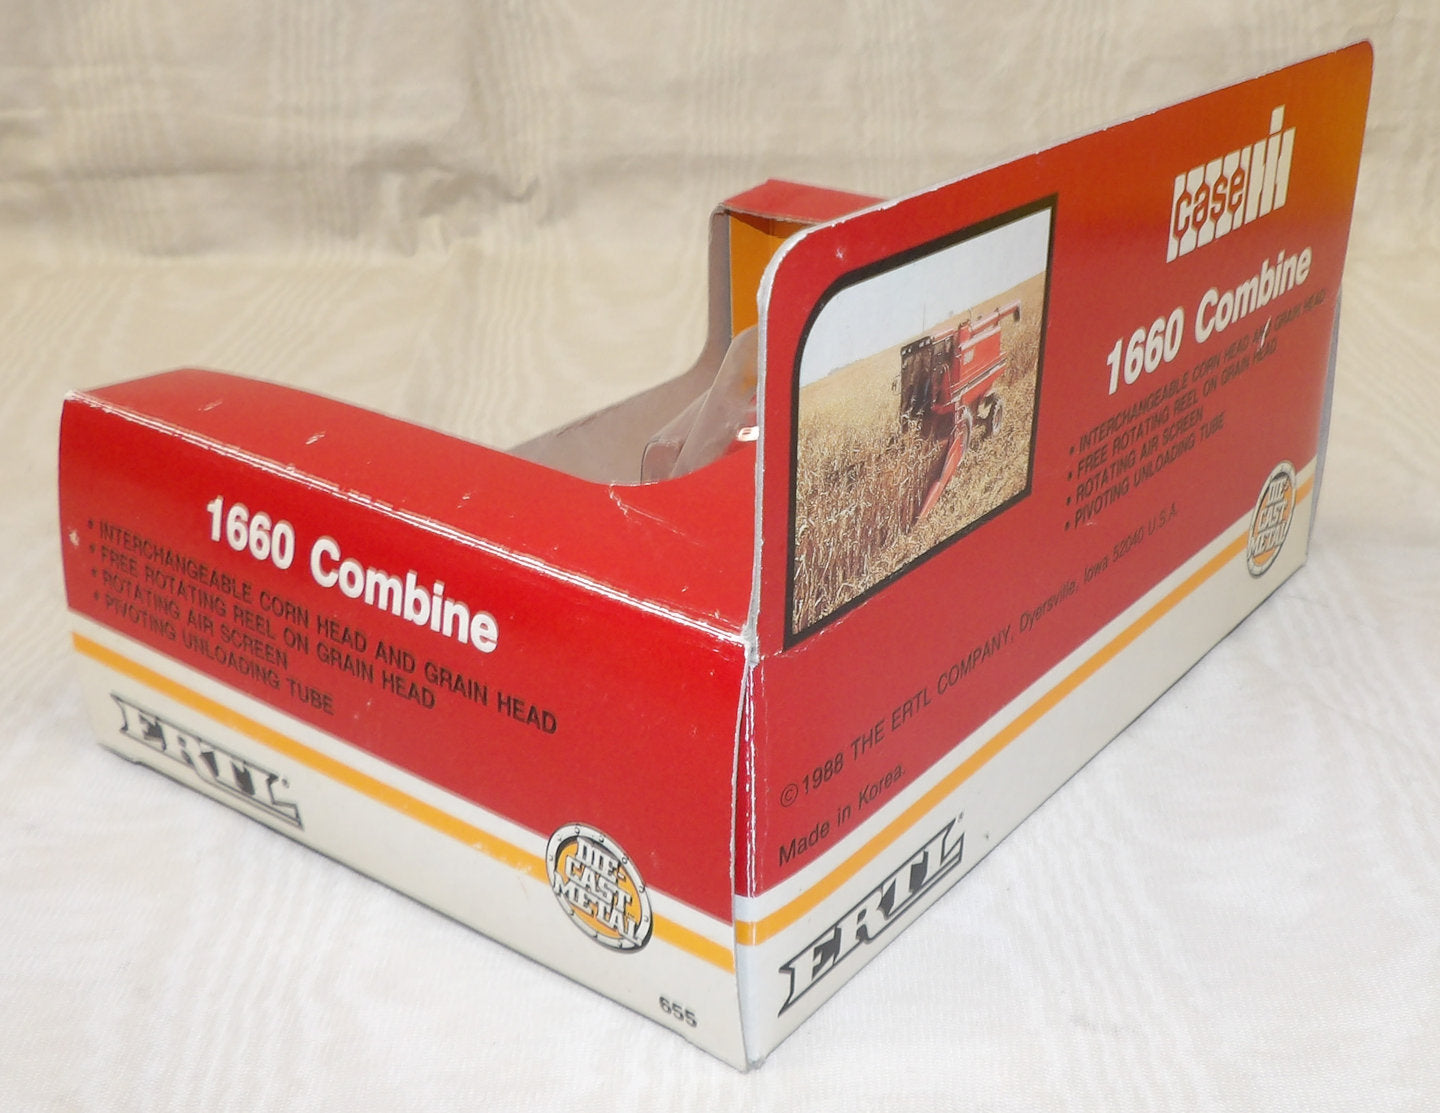 1660 Combine
• INTERCHANGEABLE CORN HEAD AND GRAIN HEAD
• FREE ROTATING REEL ON GRAIN HEAD
• ROTATING AIR SCREEN
• PIVOTING UNLOADING TUBE
ERTL®
DIE-
CAST
METAL
655
case IH
1660 Combine
• INTERCHANGEABLE CORN HEAD AND GRAIN HEAD
• FREE ROTATING REEL ON GRAIN HEAD
• ROTATING AIR SCREEN
• PIVOTING UNLOADING TUBE
DIE-
CAST
METAL
©1988 THE ERTL COMPANY, Dyersville, Iowa 52040 U.S.A.
Made in Korea.
ERTL®